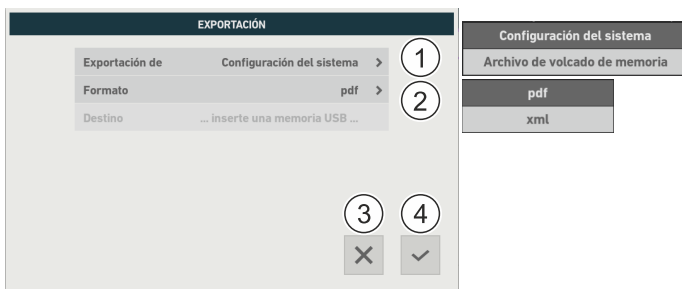 EXPORTACIÓN
Exportación de Configuración del sistema > 1
Formato pdf > 2
Destino ... inserte una memoria USB ...
3 4
Configuración del sistema
Archivo de volcado de memoria
pdf
xml